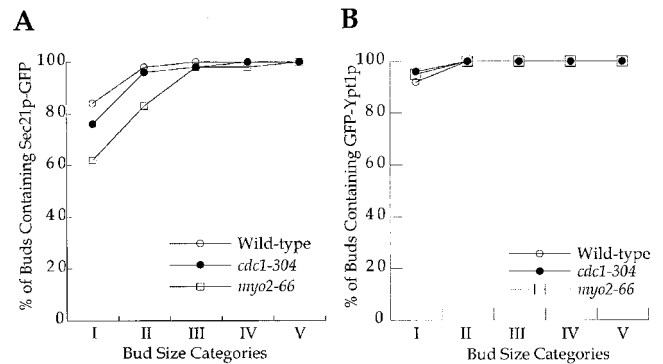 A
% of Buds Containing Sec21p-GFP
100
80
60
40
20
0
Wild-type
cdc1-304
myo2-66
I II III IV V
Bud Size Categories
B
% of Buds Containing GFP-Ypt1p
100
80
60
40
20
0
Wild-type
cdc1-304
myo2-66
I II III IV V
Bud Size Categories